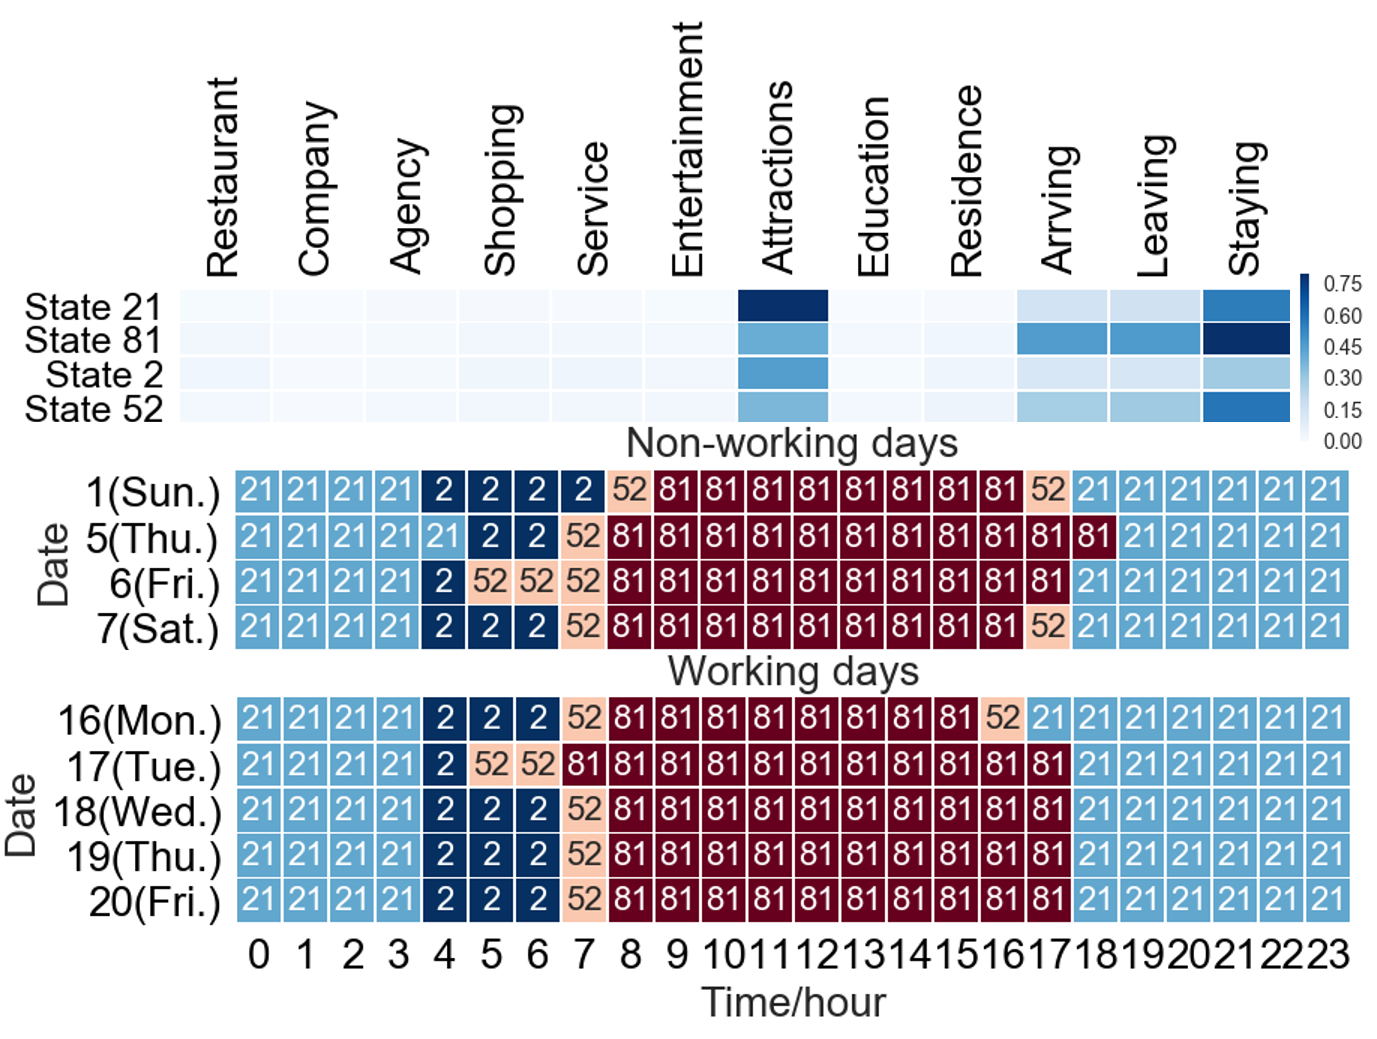 Restaurant Company Agency Shopping Service Entertainment Attractions Education Residence Arrving Leaving Staying
State 21
State 81
State 2
State 52
0.75
0.60
0.45
0.30
0.15
0.00
Non-working days
Date
1(Sun.) 21 21 21 21 2 2 2 2 52 81 81 81 81 81 81 81 81 52 21 21 21 21 21 21
5(Thu.) 21 21 21 21 21 2 2 52 81 81 81 81 81 81 81 81 81 81 81 21 21 21 21 21
6(Fri.) 21 21 21 21 2 52 52 52 81 81 81 81 81 81 81 81 81 81 21 21 21 21 21 21
7(Sat.) 21 21 21 21 2 2 2 52 81 81 81 81 81 81 81 81 81 52 21 21 21 21 21 21
Working days
Date
16(Mon.) 21 21 21 21 2 2 2 52 81 81 81 81 81 81 81 81 52 21 21 21 21 21 21 21
17(Tue.) 21 21 21 21 2 52 52 81 81 81 81 81 81 81 81 81 81 81 21 21 21 21 21 21
18(Wed.) 21 21 21 21 2 2 2 52 81 81 81 81 81 81 81 81 81 81 21 21 21 21 21 21
19(Thu.) 21 21 21 21 2 2 2 52 81 81 81 81 81 81 81 81 81 81 21 21 21 21 21 21
20(Fri.) 21 21 21 21 2 2 2 52 81 81 81 81 81 81 81 81 81 81 21 21 21 21 21 21
0 1 2 3 4 5 6 7 8 9 10 11 12 13 14 15 16 17 18 19 20 21 22 23
Time/hour